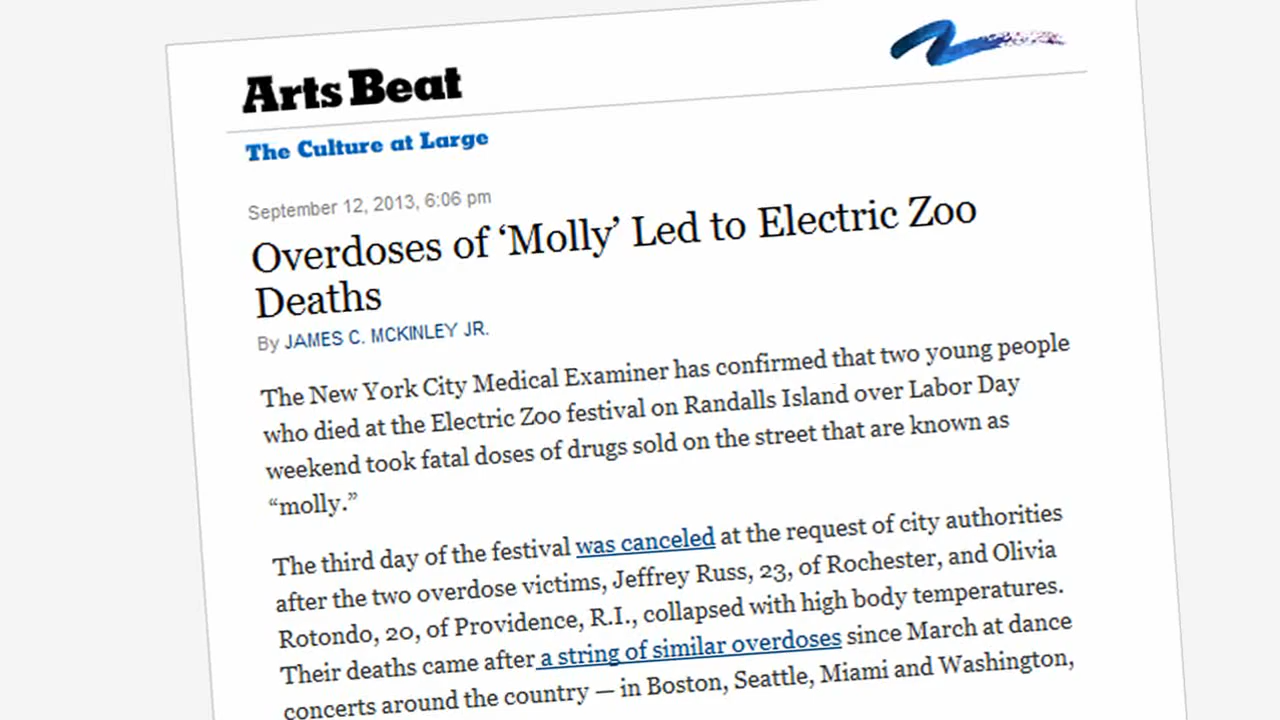 Arts Beat
The Culture at Large
September 12, 2013, 6:06 pm
Overdoses of ‘Molly’ Led to Electric Zoo
Deaths
By JAMES C. MCKINLEY JR.
The New York City Medical Examiner has confirmed that two young people
who died at the Electric Zoo festival on Randalls Island over Labor Day
weekend took fatal doses of drugs sold on the street that are known as
“molly.”
The third day of the festival was canceled at the request of city authorities
after the two overdose victims, Jeffrey Russ, 23, of Rochester, and Olivia
Rotondo, 20, of Providence, R.I., collapsed with high body temperatures.
Their deaths came after a string of similar overdoses since March at dance
concerts around the country — in Boston, Seattle, Miami and Washington,